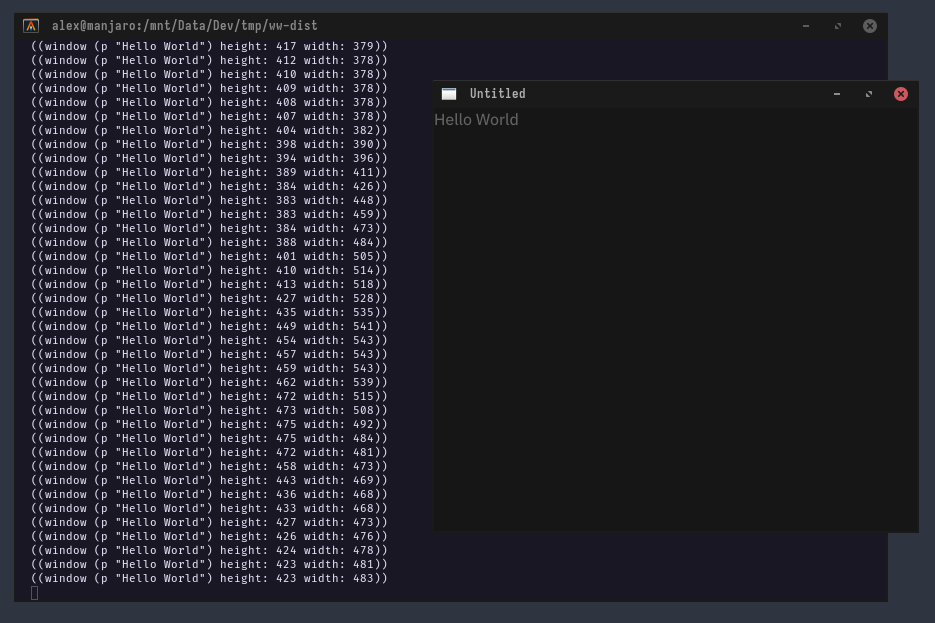 alex@manjaro:/mnt/Data/Dev/tmp/ww-dist
((window (p "Hello World") height: 417 width: 379))
((window (p "Hello World") height: 412 width: 378))
((window (p "Hello World") height: 410 width: 378))
((window (p "Hello World") height: 409 width: 378))
((window (p "Hello World") height: 408 width: 378))
((window (p "Hello World") height: 407 width: 378))
((window (p "Hello World") height: 404 width: 382))
((window (p "Hello World") height: 398 width: 390))
((window (p "Hello World") height: 394 width: 396))
((window (p "Hello World") height: 389 width: 411))
((window (p "Hello World") height: 384 width: 426))
((window (p "Hello World") height: 383 width: 448))
((window (p "Hello World") height: 383 width: 459))
((window (p "Hello World") height: 384 width: 473))
((window (p "Hello World") height: 388 width: 484))
((window (p "Hello World") height: 401 width: 505))
((window (p "Hello World") height: 410 width: 514))
((window (p "Hello World") height: 413 width: 518))
((window (p "Hello World") height: 427 width: 528))
((window (p "Hello World") height: 435 width: 535))
((window (p "Hello World") height: 449 width: 541))
((window (p "Hello World") height: 454 width: 543))
((window (p "Hello World") height: 457 width: 543))
((window (p "Hello World") height: 459 width: 543))
((window (p "Hello World") height: 462 width: 539))
((window (p "Hello World") height: 472 width: 515))
((window (p "Hello World") height: 473 width: 508))
((window (p "Hello World") height: 475 width: 492))
((window (p "Hello World") height: 475 width: 484))
((window (p "Hello World") height: 472 width: 481))
((window (p "Hello World") height: 458 width: 473))
((window (p "Hello World") height: 443 width: 469))
((window (p "Hello World") height: 436 width: 468))
((window (p "Hello World") height: 433 width: 468))
((window (p "Hello World") height: 427 width: 473))
((window (p "Hello World") height: 426 width: 476))
((window (p "Hello World") height: 424 width: 478))
((window (p "Hello World") height: 423 width: 481))
((window (p "Hello World") height: 423 width: 483))
Untitled
Hello World